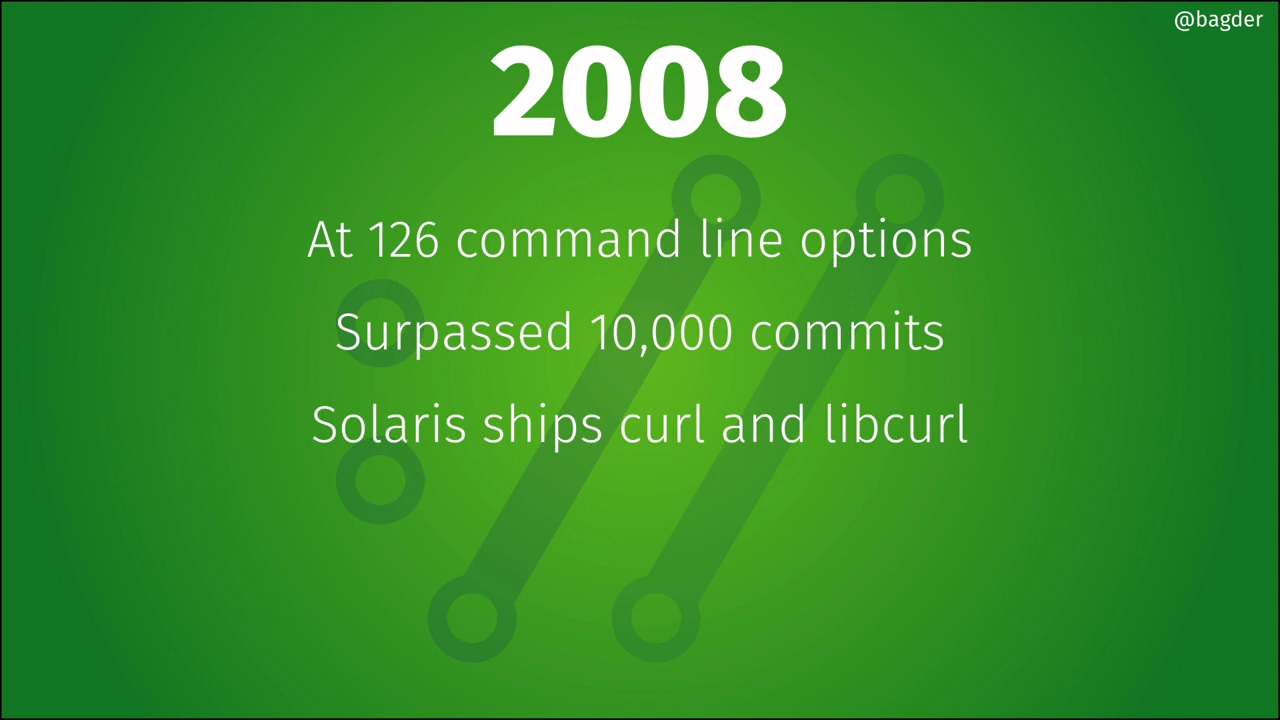 @bagder
2008
At 126 command line options
Surpassed 10,000 commits
Solaris ships curl and libcurl